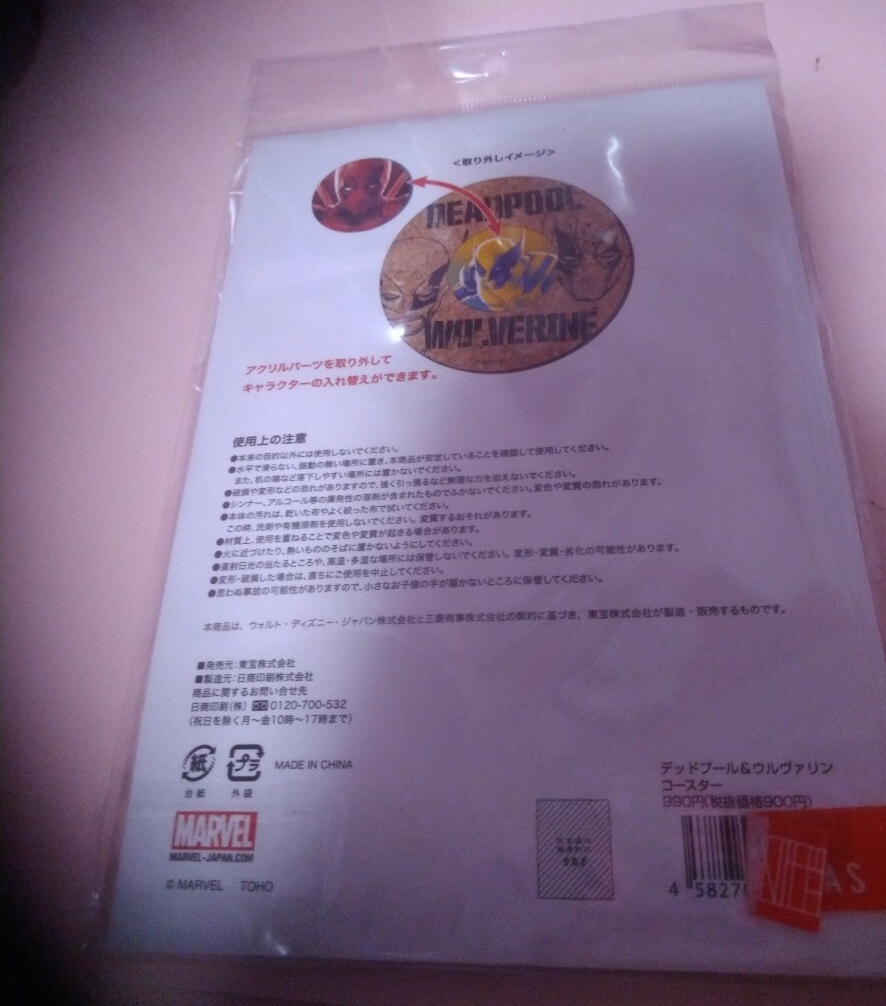 <取り外しイメージ>
DEADPOOL
WOLVERINE
アクリルパーツを取り外して
キャラクターの入れ替えができます。
使用上の注意
●本来の目的以外には使用しないでください。
●水平で滑らない、振動の無い場所に置き、本商品が安定していることを確認して使用してください。
また、机の端など落下しやすい場所には置かないでください。
●破損や変形などの恐れがありますので、強く引っ張るなど無理な力を加えないでください。
●シンナー、アルコール等の揮発性の溶剤が含まれたものでふかないでください。変色や変質の恐れがあります。
●本体の汚れは、乾いた布やよく絞った布で拭いてください。
この時、洗剤や有機溶剤を使用しないでください。変質するおそれがあります。
●材質上、使用を重ねることで変色や変質が起きる場合があります。
●火に近づけたり、熱いもののそばに置かないようにしてください。
●直射日光の当たるところや、高温・多湿な場所には保管しないでください。変形・変質・劣化の可能性があります。
●変形・破損した場合は、直ちにご使用を中止してください。
●思わぬ事故の可能性がありますので、小さなお子様の手が届かないところに保管してください。
本商品は、ウォルト・ディズニー・ジャパン株式会社と三菱商事株式会社の契約に基づき、東宝株式会社が製造・販売するものです。
■発売元:東宝株式会社
■製造元:日商印刷株式会社
商品に関するお問い合せ先
日商印刷(株) 0120-700-532
(祝日を除く月〜金10時〜17時まで)
紙 プラ MADE IN CHINA
台紙 外袋
デッドプール&ウルヴァリン
コースター
990円(税抜価格900円)
MARVEL
MARVEL-JAPAN.COM
4 5827
AS
© MARVEL TOHO